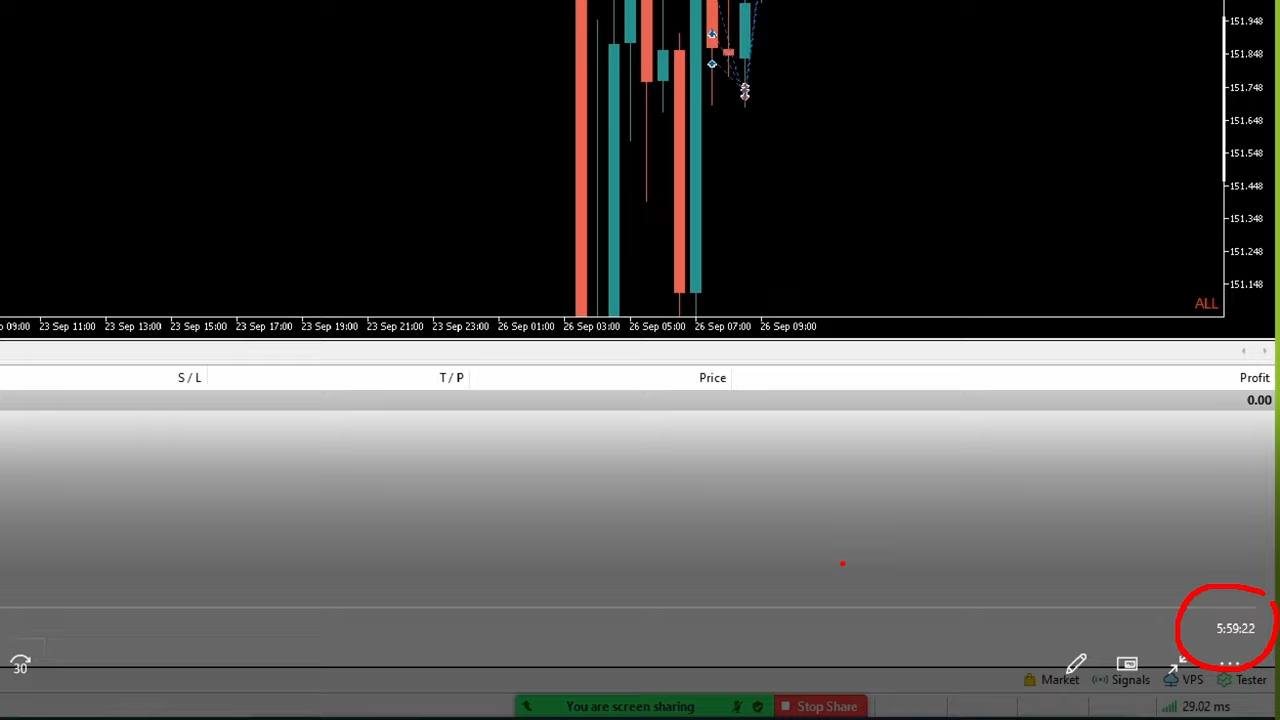 151.948
151.848
151.748
151.648
151.548
151.448
151.348
151.248
151.148
ALL
09:00 23 Sep 11:00 23 Sep 13:00 23 Sep 15:00 23 Sep 17:00 23 Sep 19:00 23 Sep 21:00 23 Sep 23:00 26 Sep 01:00 26 Sep 03:00 26 Sep 05:00 26 Sep 07:00 26 Sep 09:00
S / L T / P Price Profit
0.00
5:59:22
30
Market Signals VPS Tester
You are screen sharing Stop Share 29.02 ms